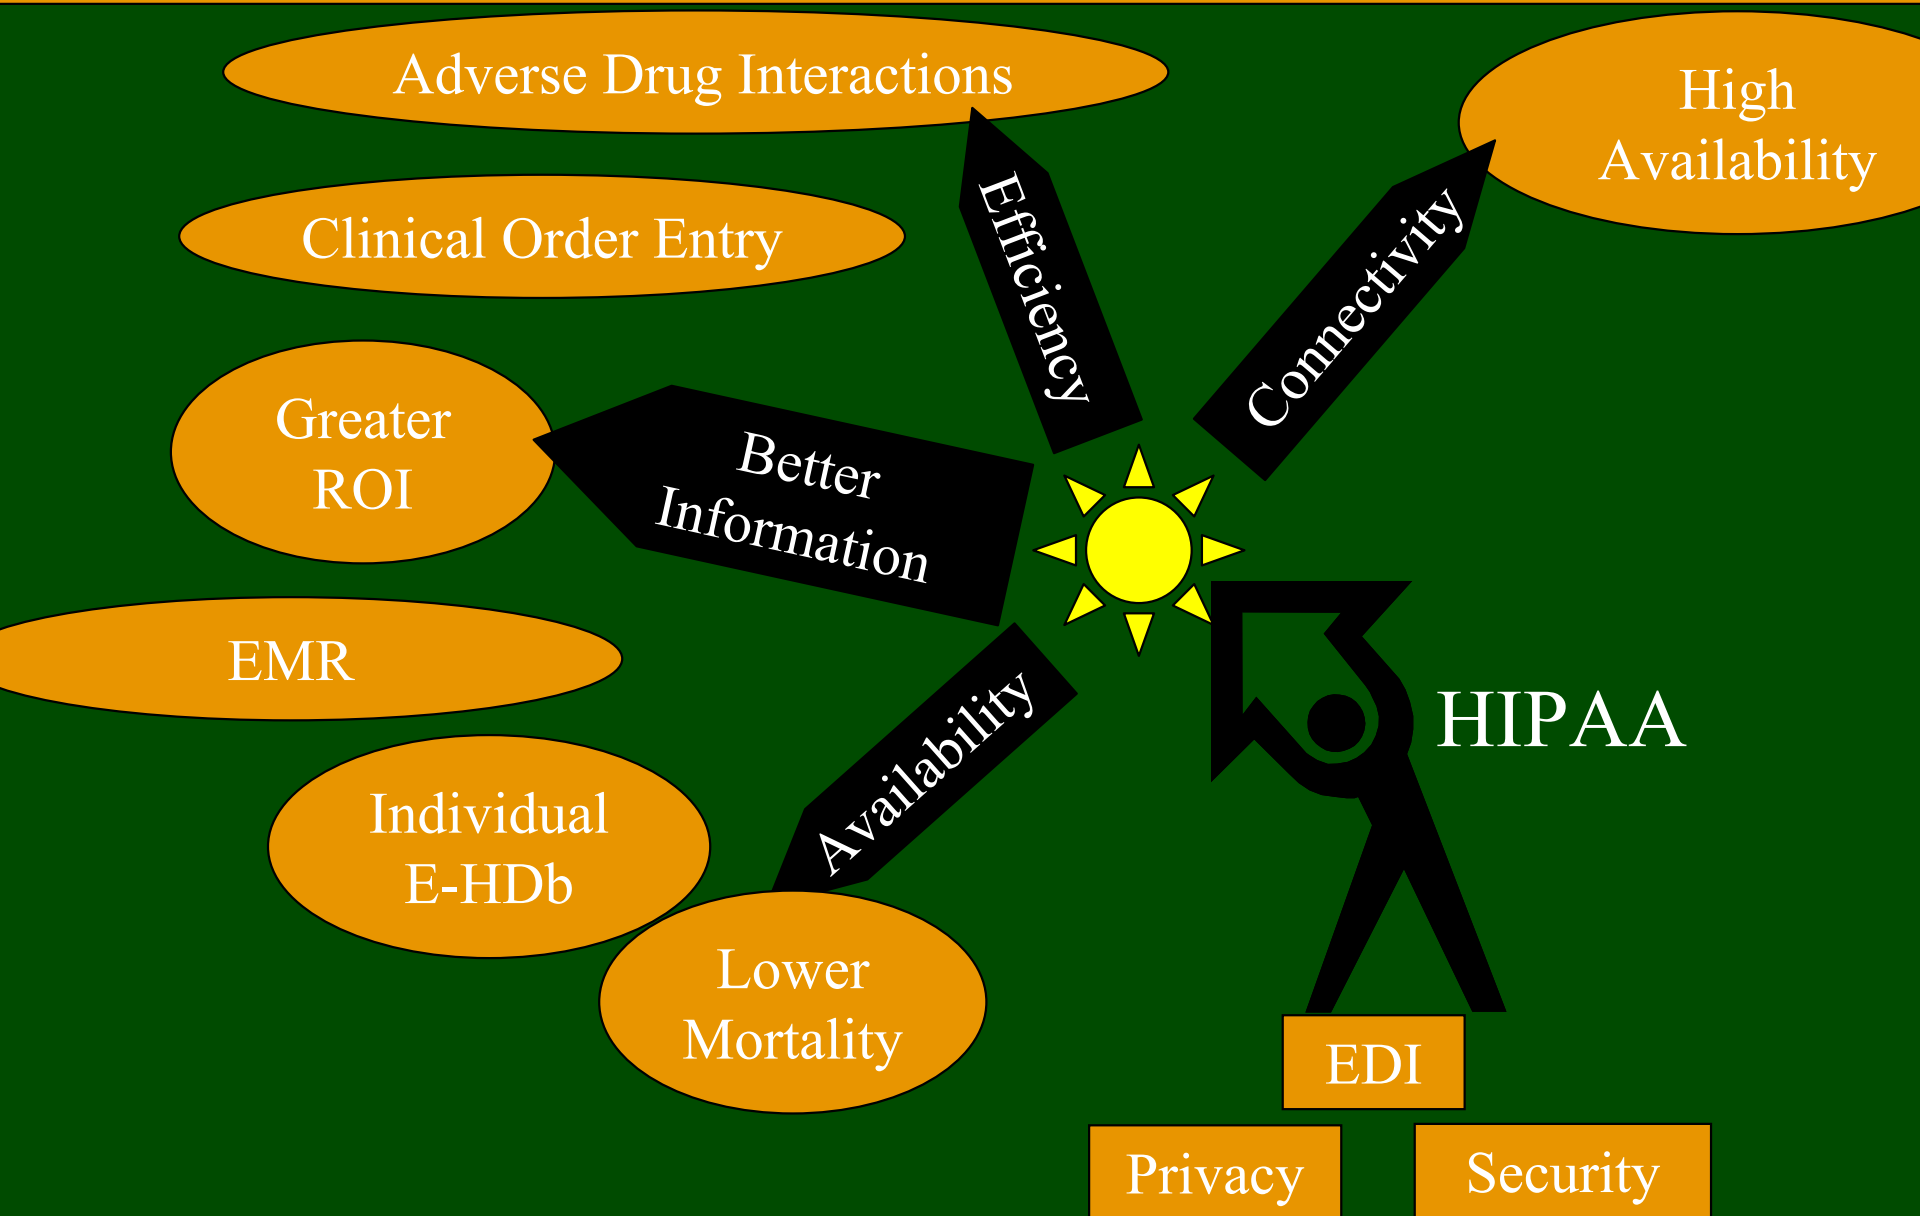 Adverse Drug Interactions
High
Availability
Clinical Order Entry
Efficiency
Connectivity
Greater
ROI
Better
Information
EMR
HIPAA
Availability
Individual
E-HDb
Lower
Mortality
EDI
Privacy
Security